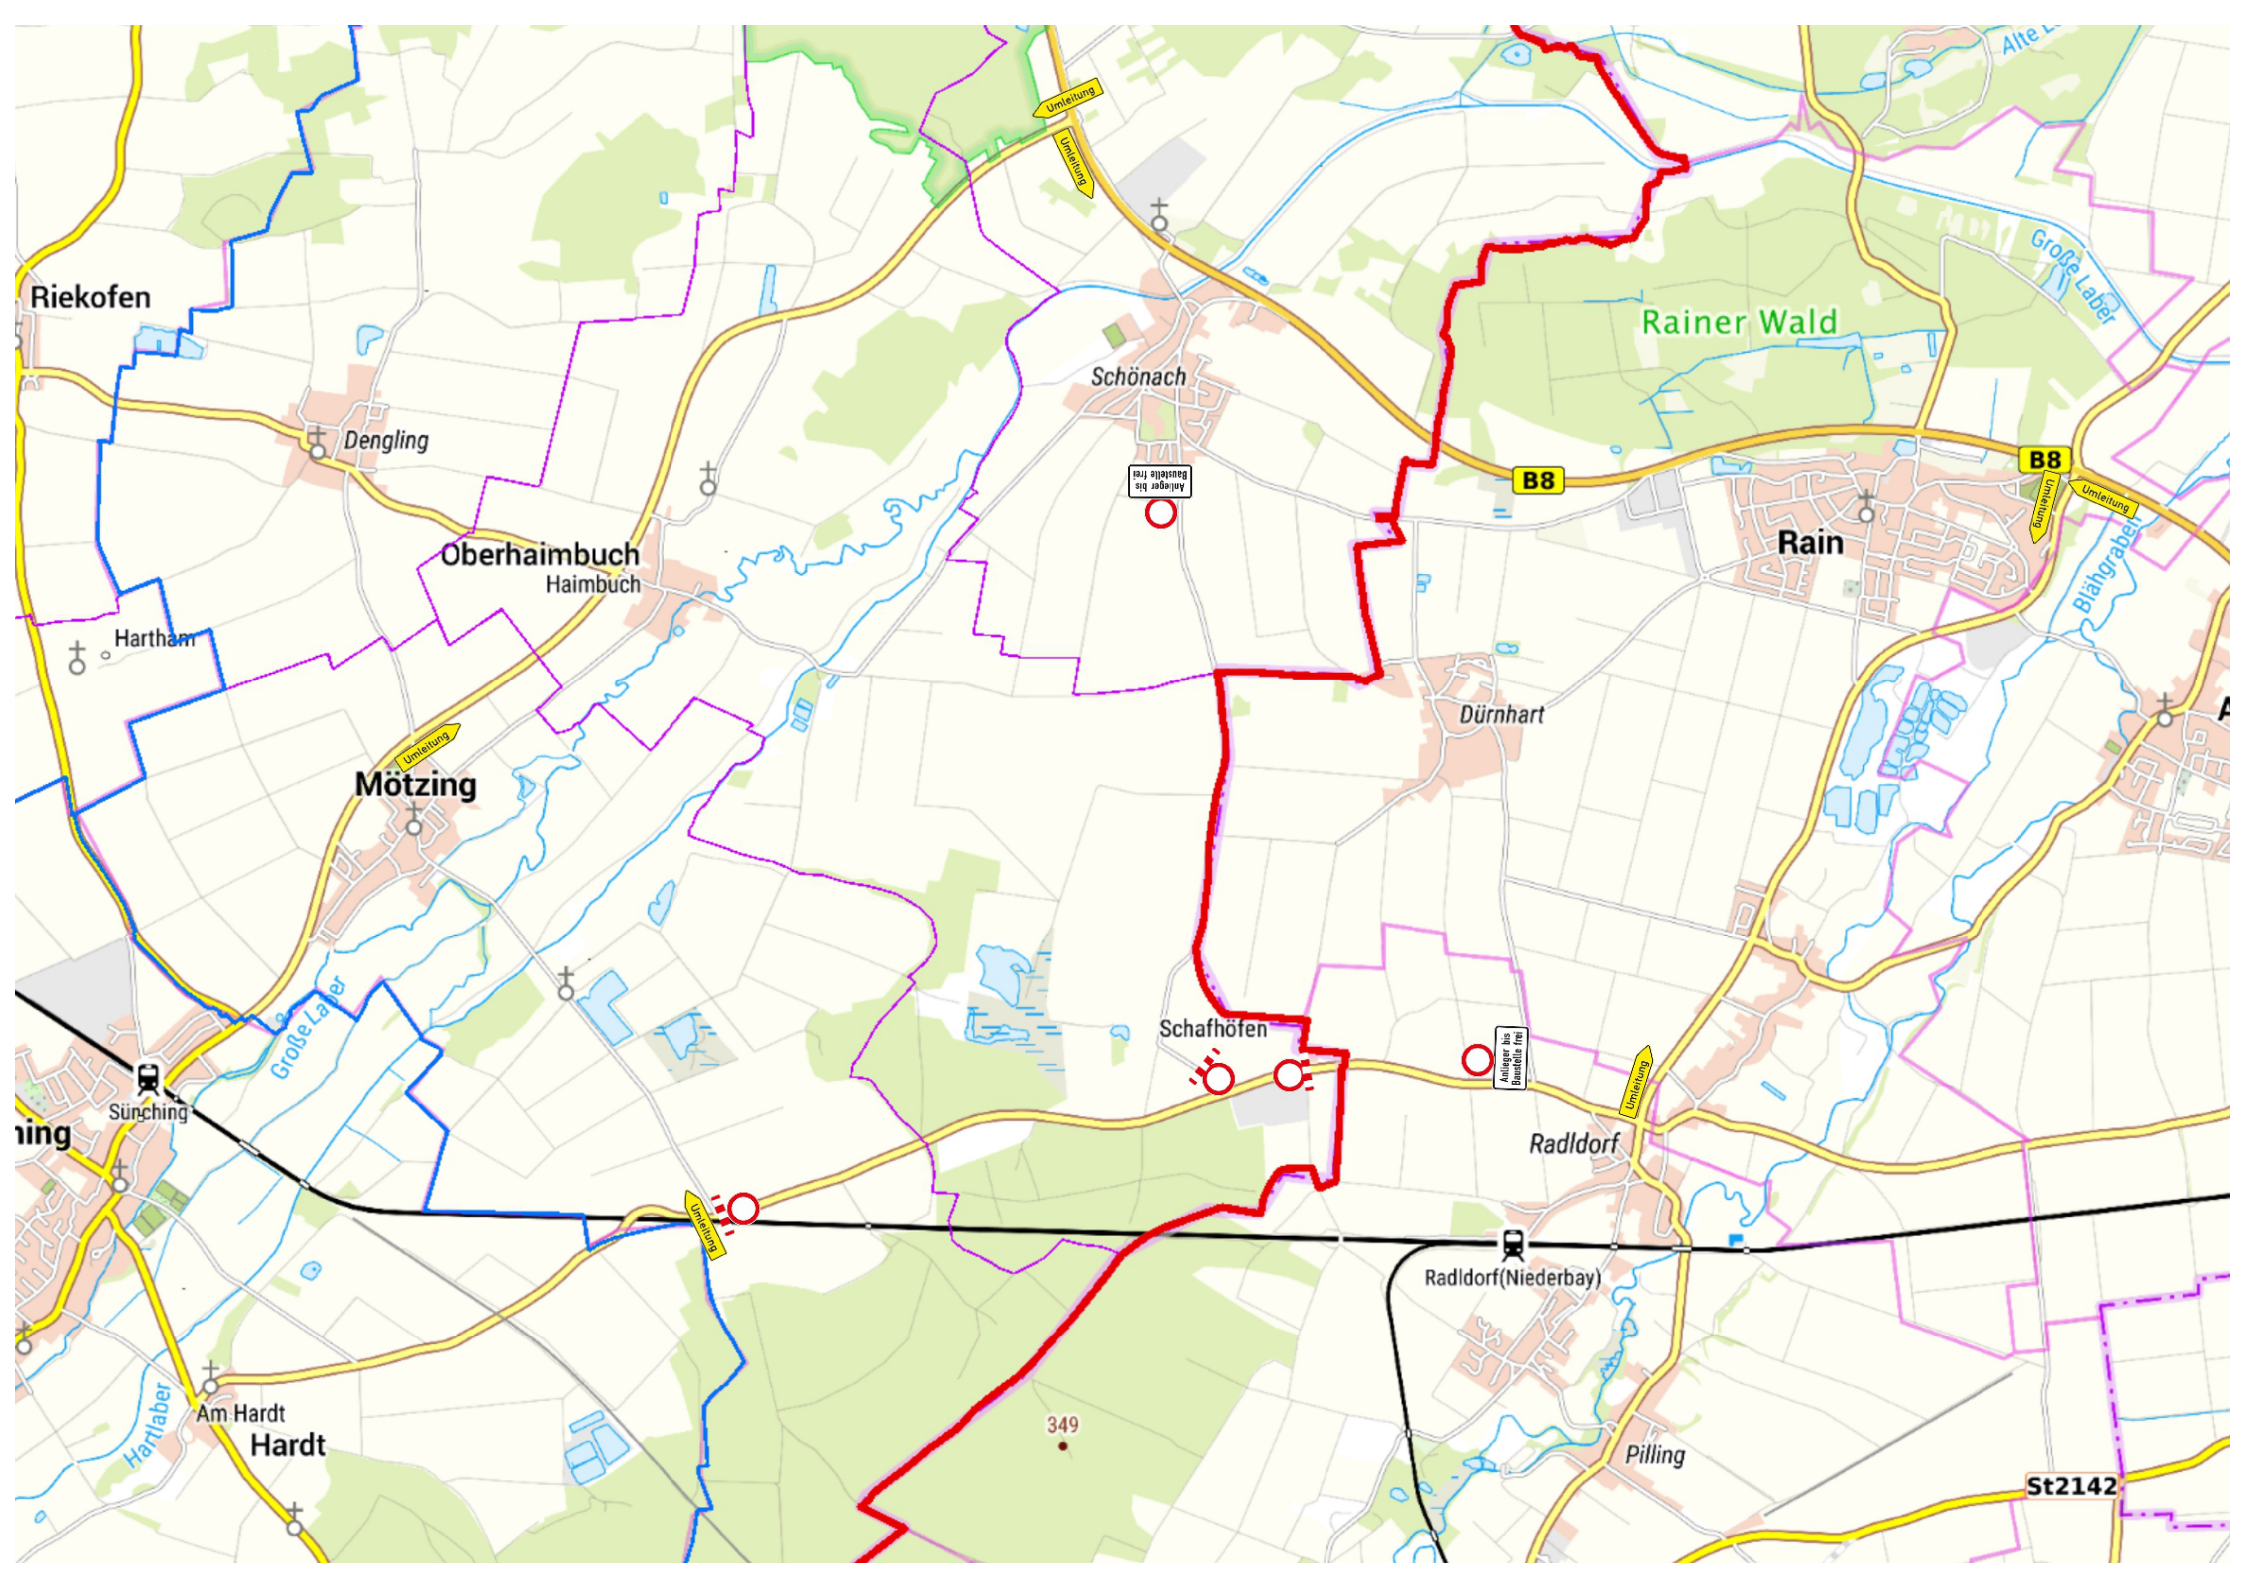 Alte L
Umleitung
Umleitung
Große Laber
Riekofen
Rainer Wald
Schönach
Dengling
B8
B8
Anlieger bis
Baustelle frei
Umleitung
Umleitung
Rain
Oberhaimbuch
Haimbuch
Blähgraben
Hartham
Dürnhart
A
Umleitung
Mötzing
Große Laber
Schafhöfen
Anlieger bis
Baustelle frei
Umleitung
Sünching
hing
Radldorf
Umleitung
Radldorf(Niederbay)
Am Hardt
Hardt
Hartlaber
349
Pilling
St2142